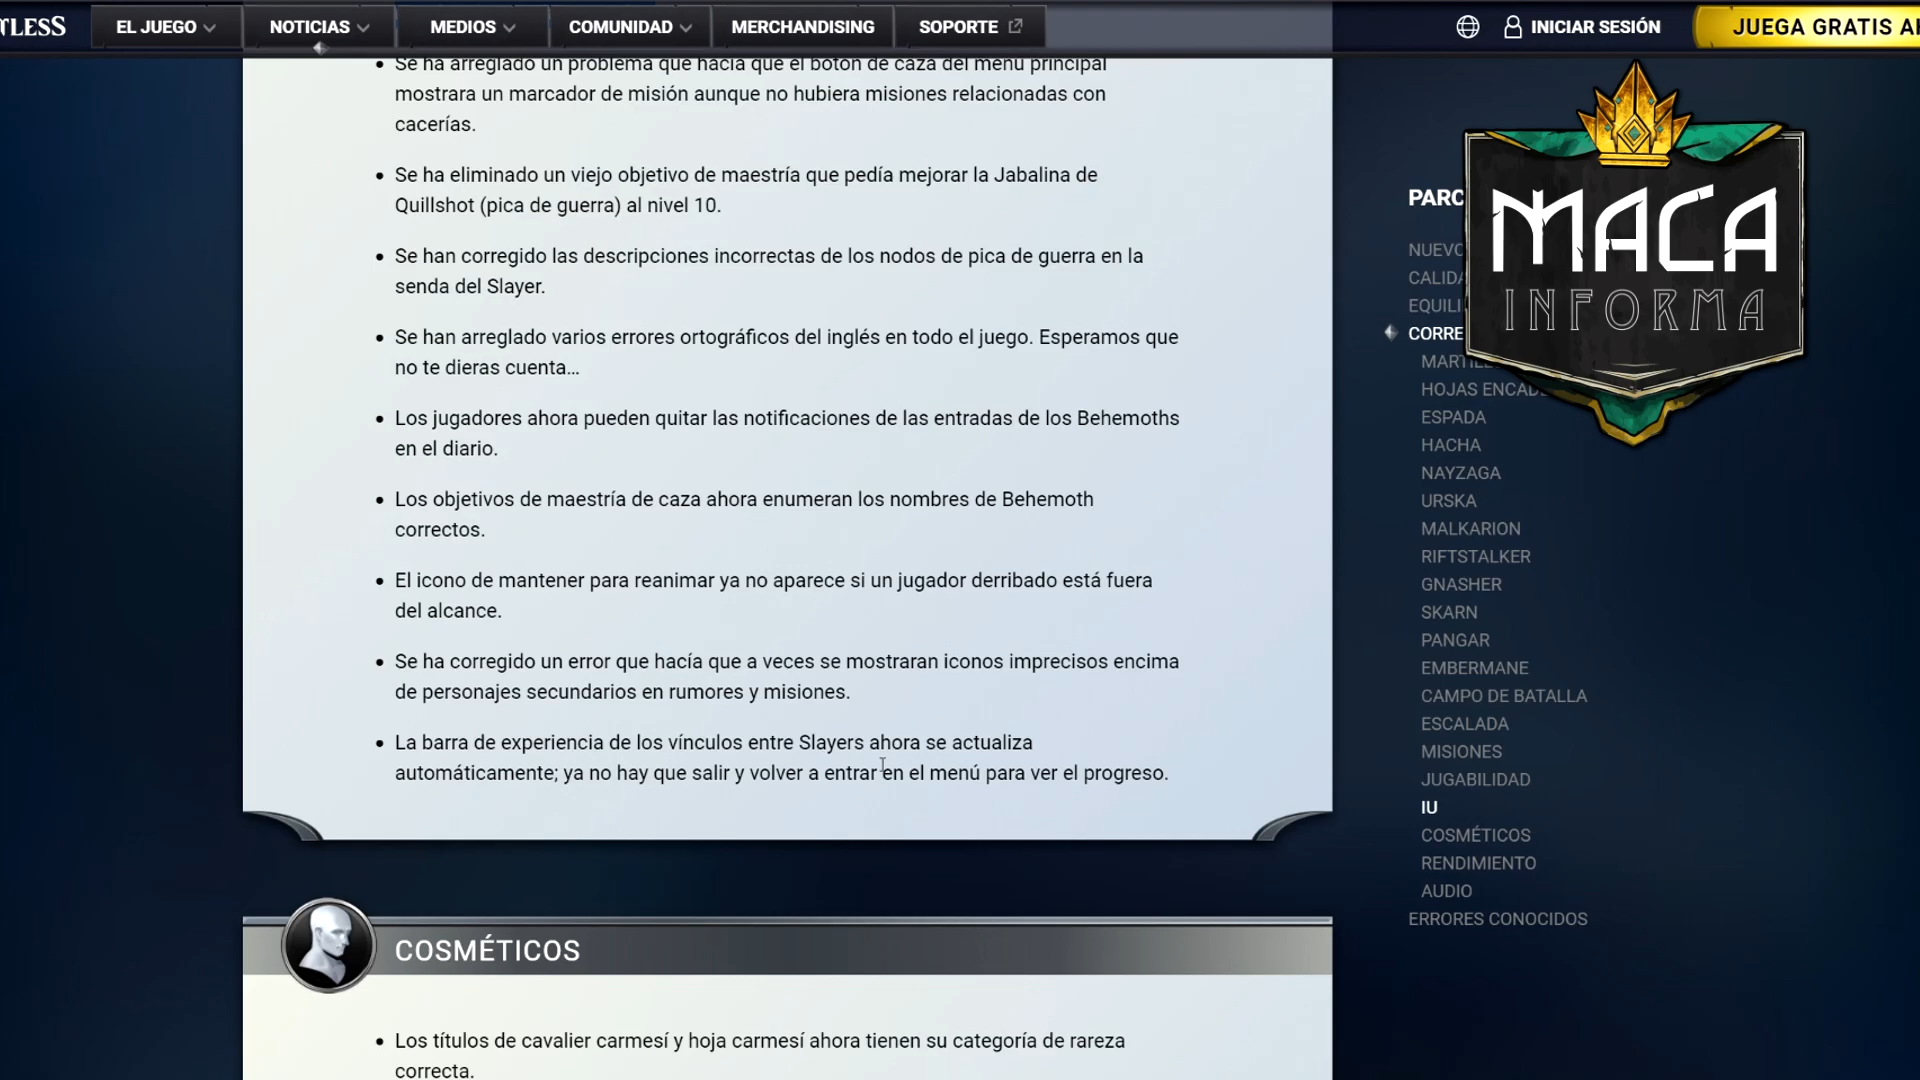 EL JUEGO
NOTICIAS
MEDIOS
COMUNIDAD
MERCHANDISING
SOPORTE
INICIAR SESIÓN
JUEGA GRATIS
• Se ha arreglado un problema que hacía que el botón de caza del menú principal
mostrara un marcador de misión aunque no hubiera misiones relacionadas con
cacerías.
• Se ha eliminado un viejo objetivo de maestría que pedía mejorar la Jabalina de
Quillshot (pica de guerra) al nivel 10.
• Se han corregido las descripciones incorrectas de los nodos de pica de guerra en la
senda del Slayer.
• Se han arreglado varios errores ortográficos del inglés en todo el juego. Esperamos que
no te dieras cuenta…
• Los jugadores ahora pueden quitar las notificaciones de las entradas de los Behemoths
en el diario.
• Los objetivos de maestría de caza ahora enumeran los nombres de Behemoth
correctos.
• El icono de mantener para reanimar ya no aparece si un jugador derribado está fuera
del alcance.
• Se ha corregido un error que hacía que a veces se mostraran iconos imprecisos encima
de personajes secundarios en rumores y misiones.
• La barra de experiencia de los vínculos entre Slayers ahora se actualiza
automáticamente; ya no hay que salir y volver a entrar en el menú para ver el progreso.
COSMÉTICOS
• Los títulos de cavalier carmesí y hoja carmesí ahora tienen su categoría de rareza
correcta.
MACA
INFORMA
HOJAS
ESPADA
HACHA
NAYZAGA
URSKA
MALKARION
RIFTSTALKER
GNASHER
SKARN
PANGAR
EMBERMANE
CAMPO DE BATALLA
ESCALADA
MISIONES
JUGABILIDAD
IU
COSMÉTICOS
RENDIMIENTO
AUDIO
ERRORES CONOCIDOS